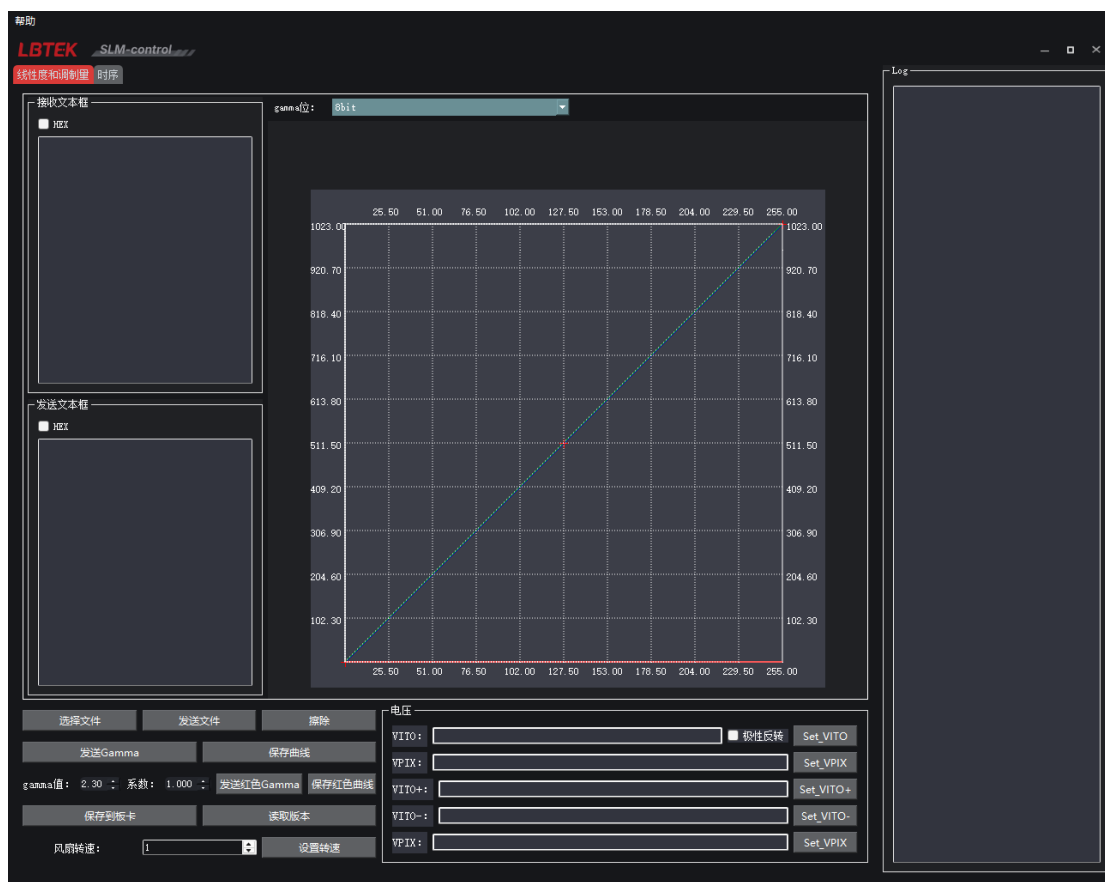 帮助
LBTEK SLM-control
线性度和调制量 时序
Log
接收文本框
HEX
gamma位： 8bit
25.50 51.00 76.50 102.00 127.50 153.00 178.50 204.00 229.50 255.00
1023.00 1023.00
920.70 920.70
818.40 818.40
716.10 716.10
613.80 613.80
发送文本框
HEX
511.50 511.50
409.20 409.20
306.90 306.90
204.60 204.60
102.30 102.30
25.50 51.00 76.50 102.00 127.50 153.00 178.50 204.00 229.50 255.00
选择文件 发送文件 擦除
发送Gamma 保存曲线
gamma值： 2.30 系数： 1.000 发送红色Gamma 保存红色曲线
保存到板卡 读取版本
风扇转速： 1 设置转速
电压
VITO： 极性反转 Set_VITO
VPIX： Set_VPIX
VITO+： Set_VITO+
VITO-： Set_VITO-
VPIX： Set_VPIX